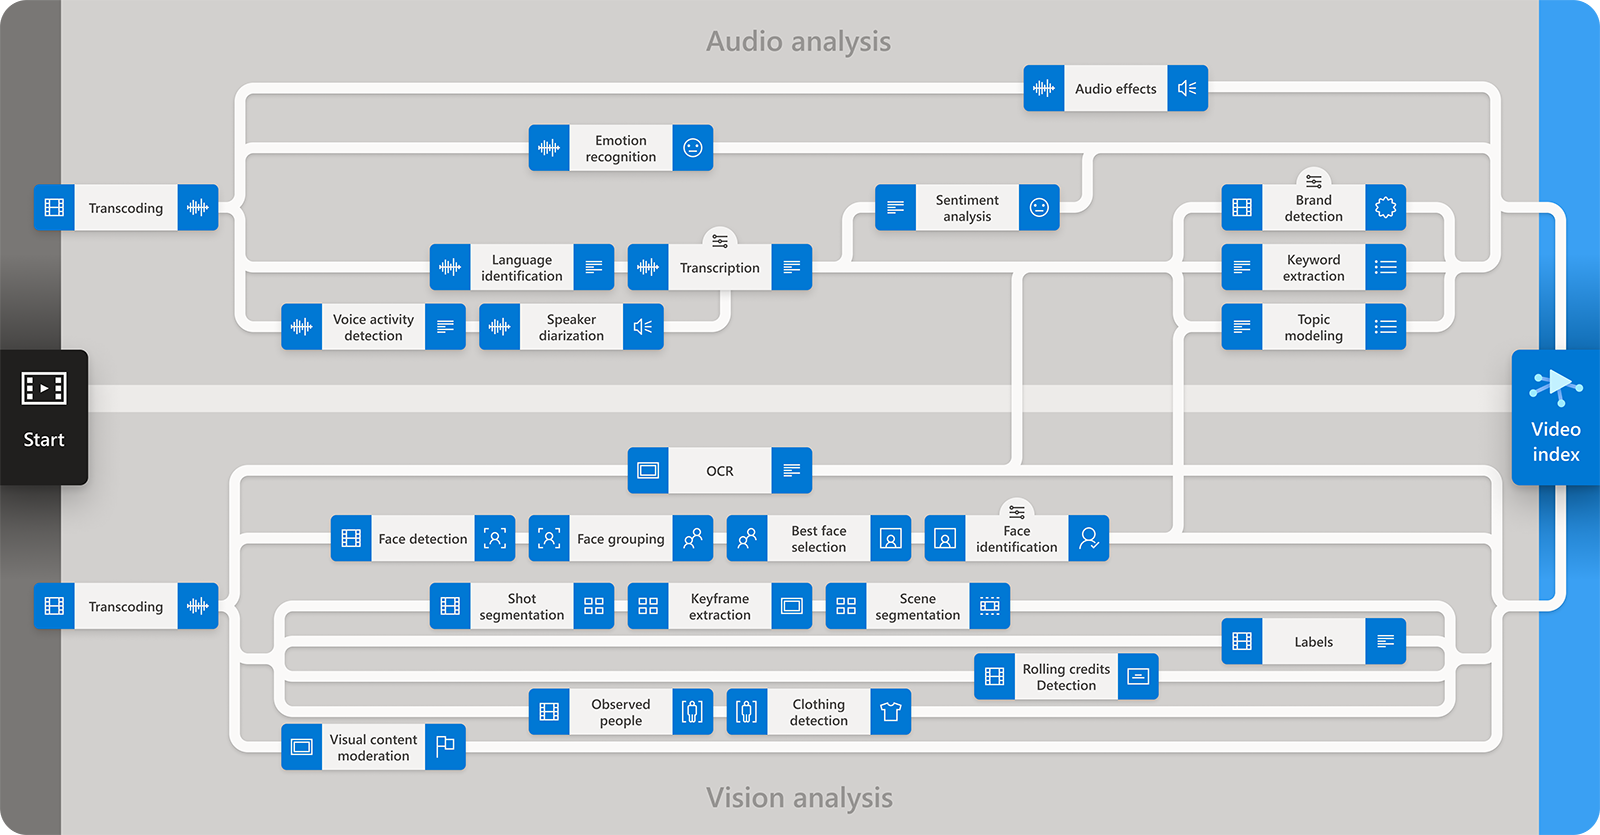 Audio analysis
Audio effects
Emotion
recognition
Transcoding
Sentiment
analysis
Brand
detection
Language
identification
Transcription
Keyword
extraction
Voice activity
detection
Speaker
diarization
Topic
modeling
Start
Video
index
OCR
Face detection
Face grouping
Best face
selection
Face
identification
Transcoding
Shot
segmentation
Keyframe
extraction
Scene
segmentation
Labels
Rolling credits
Detection
Observed
people
Clothing
detection
Visual content
moderation
Vision analysis